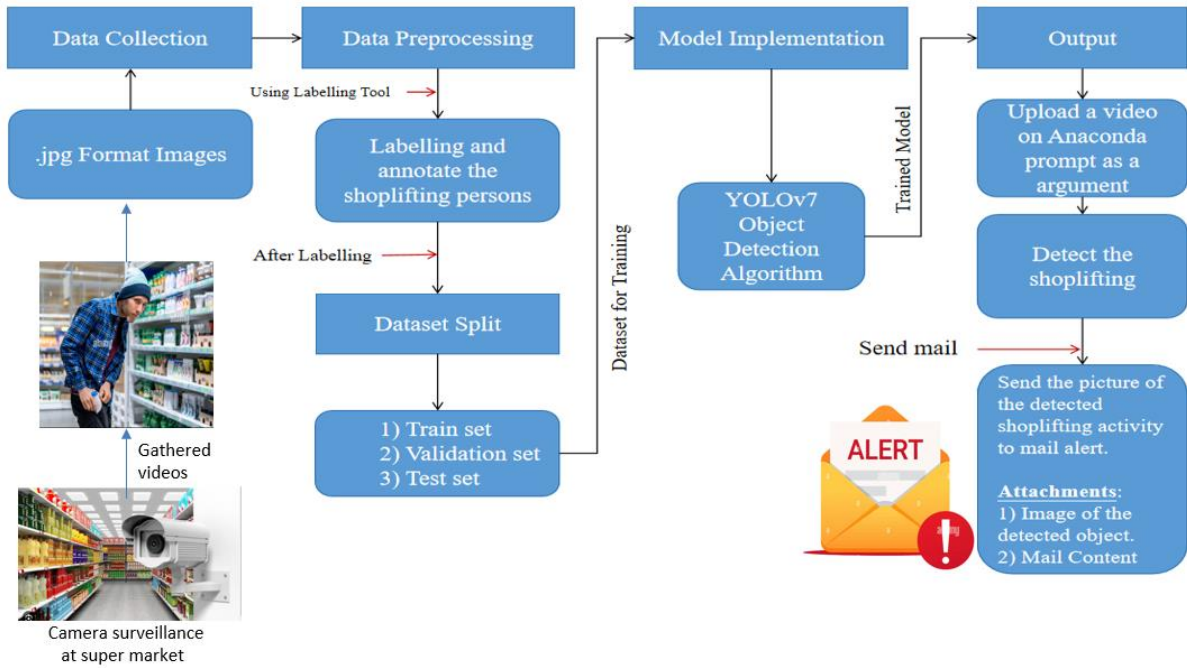 Data Collection
Data Preprocessing
Model Implementation
Output
.jpg Format Images
Gathered
videos
Camera surveillance
at super market
Using Labelling Tool
Labelling and
annotate the
shoplifting persons
After Labelling
Dataset Split
1) Train set
2) Validation set
3) Test set
Dataset for Training
YOLOv7
Object
Detection
Algorithm
Trained Model
Upload a video
on Anaconda
prompt as a
argument
Detect the
shoplifting
Send mail
Send the picture of
the detected
shoplifting activity
to mail alert.
Attachments:
1) Image of the
detected object.
2) Mail Content
ALERT
!